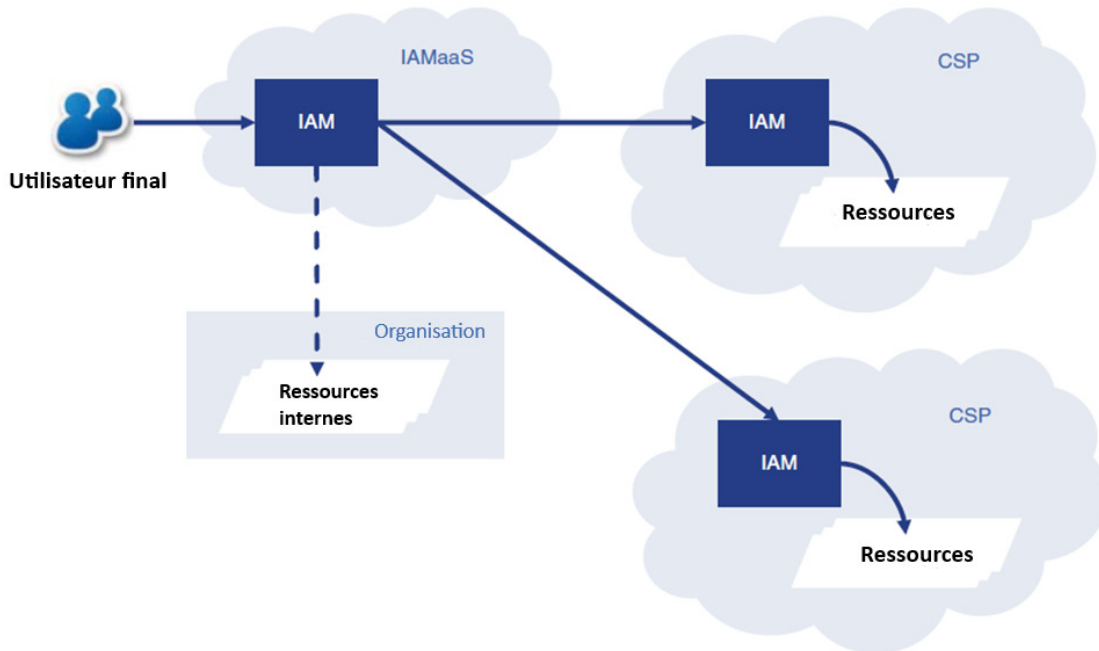 IAMaaS
CSP
IAM
IAM
Utilisateur final
Ressources
Organisation
Ressources
internes
CSP
IAM
Ressources